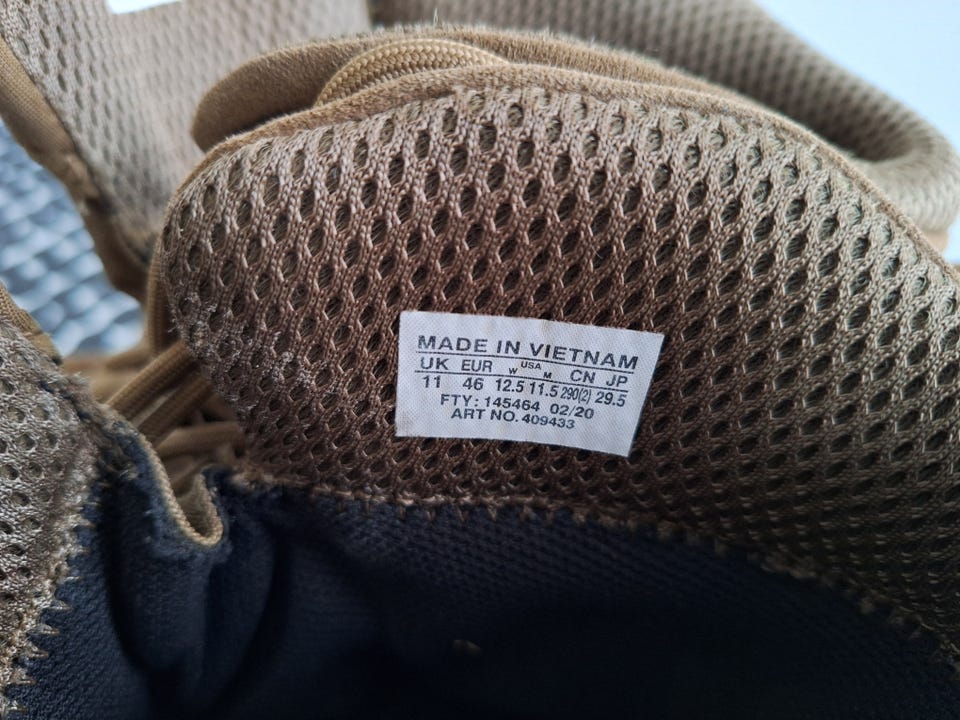 MADE IN VIETNAM
UK EUR W USA M CN JP
11 46 12.5 11.5 290(2) 29.5
FTY: 145464 02/20
ART NO. 409433